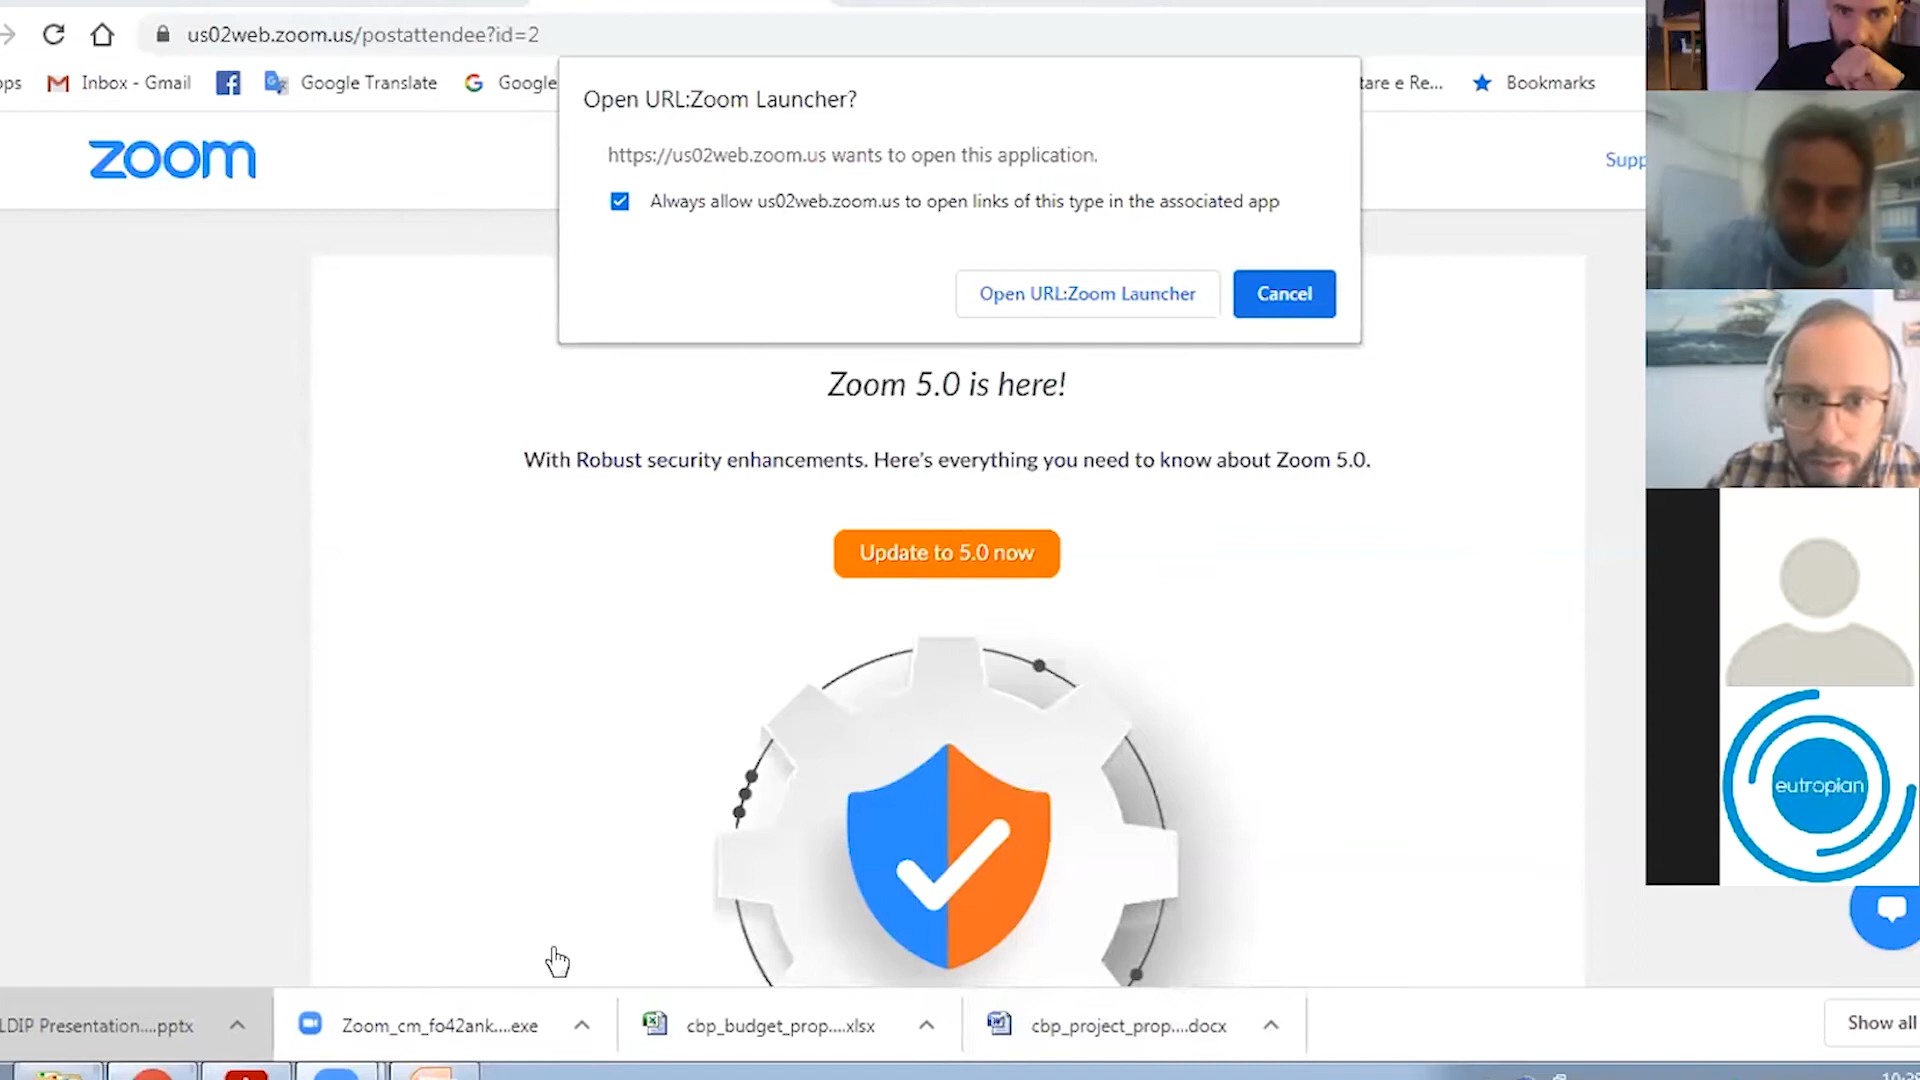 us02web.zoom.us/postattendee?id=2
ops
Inbox - Gmail
Google Translate
Google
tare e Re...
Bookmarks
Open URL:Zoom Launcher?
https://us02web.zoom.us wants to open this application.
Always allow us02web.zoom.us to open links of this type in the associated app
Open URL:Zoom Launcher
Cancel
zoom
Supp
Zoom 5.0 is here!
With Robust security enhancements. Here's everything you need to know about Zoom 5.0.
Update to 5.0 now
eutropian
LDIP Presentation....pptx
Zoom_cm_fo42ank....exe
cbp_budget_prop....xlsx
cbp_project_prop....docx
Show all